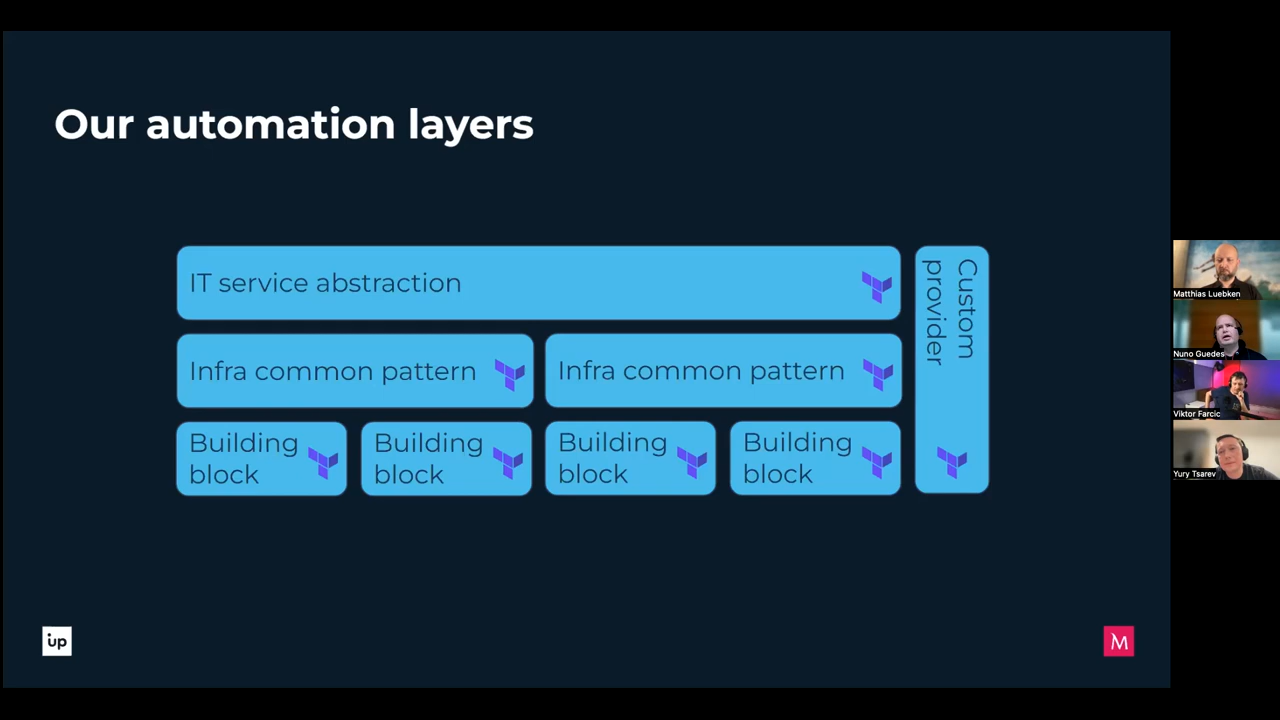 Our automation layers
IT service abstraction
Custom
provider
Infra common pattern
Infra common pattern
Building
block
Building
block
Building
block
Building
block
up
M
Matthias Luebken
Nuno Guedes
Viktor Farcic
Yury Tsarev